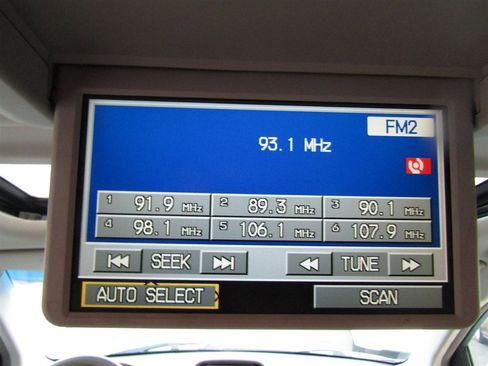 FM2
93.1 MHz
1 91.9 MHz 2 89.3 MHz 3 90.1 MHz
4 98.1 MHz 5 106.1 MHz 6 107.9 MHz
SEEK TUNE
AUTO SELECT SCAN